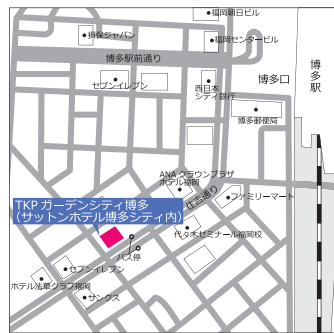 福岡朝日ビル
損保ジャパン
福岡センタービル
博多駅前通り
博多口
博多駅
セブンイレブン
西日本
シティ銀行
博多郵便局
ANA クラウンプラザ
ホテル福岡
住吉通り
ファミリーマート
TKP ガーデンシティ博多
(サットンホテル博多シティ内)
代々木ゼミナール福岡校
バス停
セブンイレブン
ホテル法華クラブ福岡
サンクス